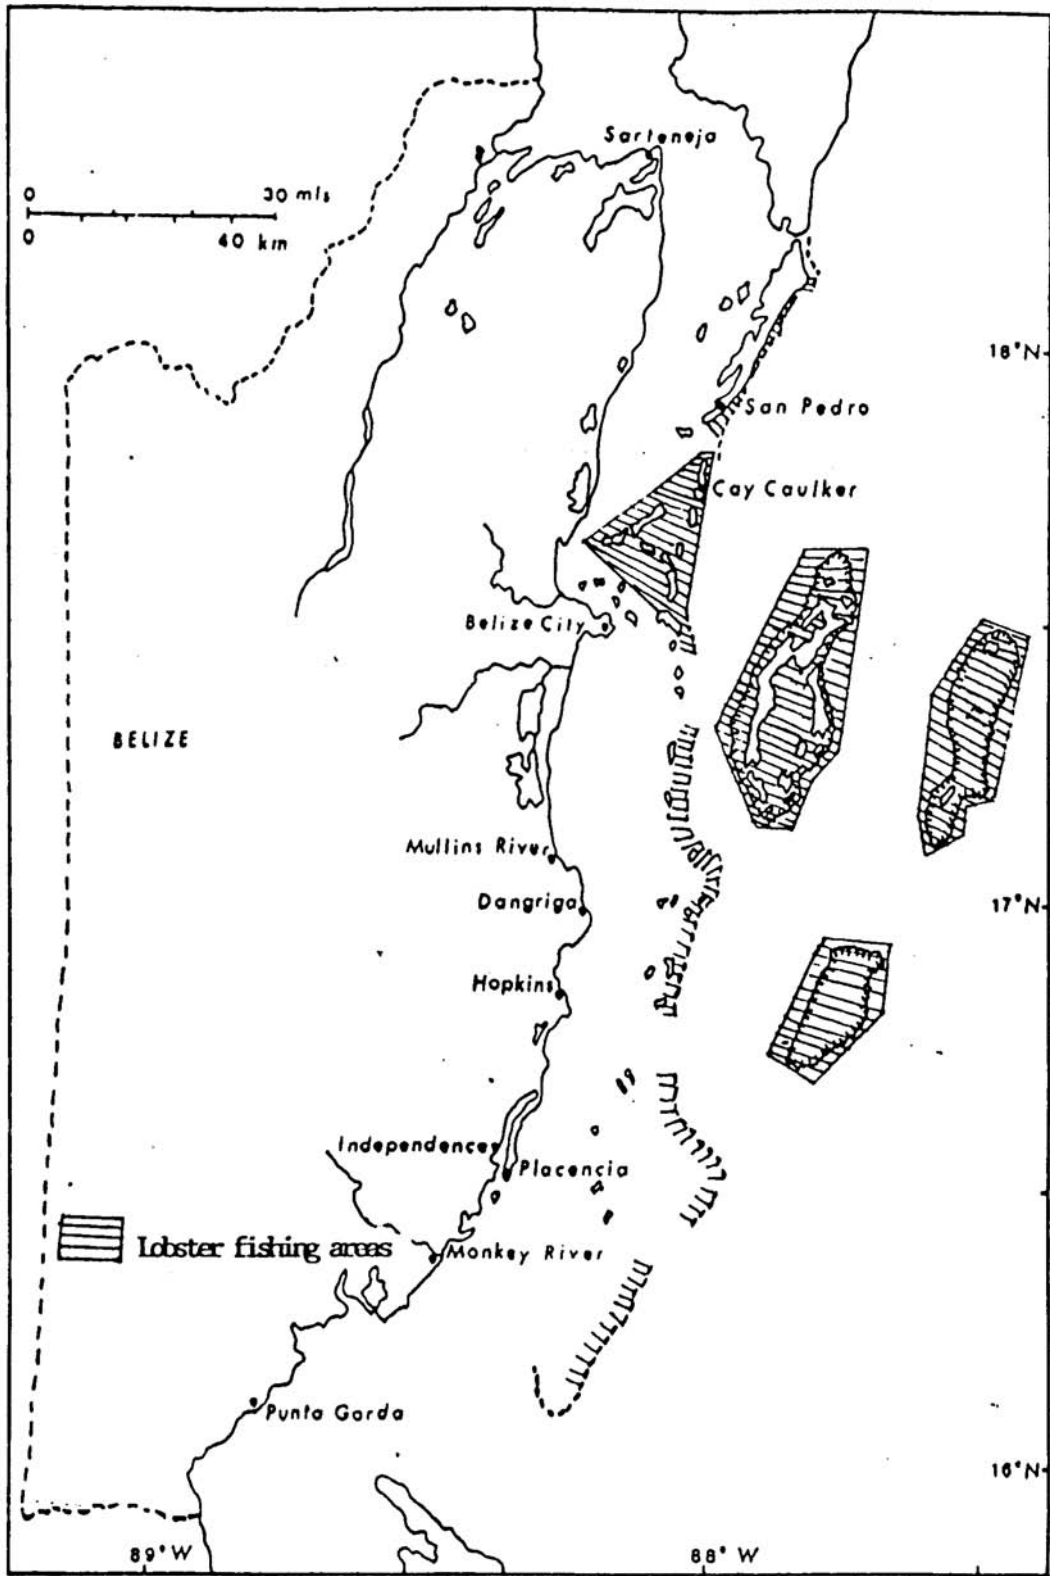 Sarteneja
0 30 mls
0 40 km
18°N
San Pedro
Cay Caulker
Belize City
BELIZE
Mullins River
17°N
Dangriga
Hopkins
Independence
Placencia
Lobster fishing areas
Monkey River
Punta Gorda
16°N
89°W
88°W